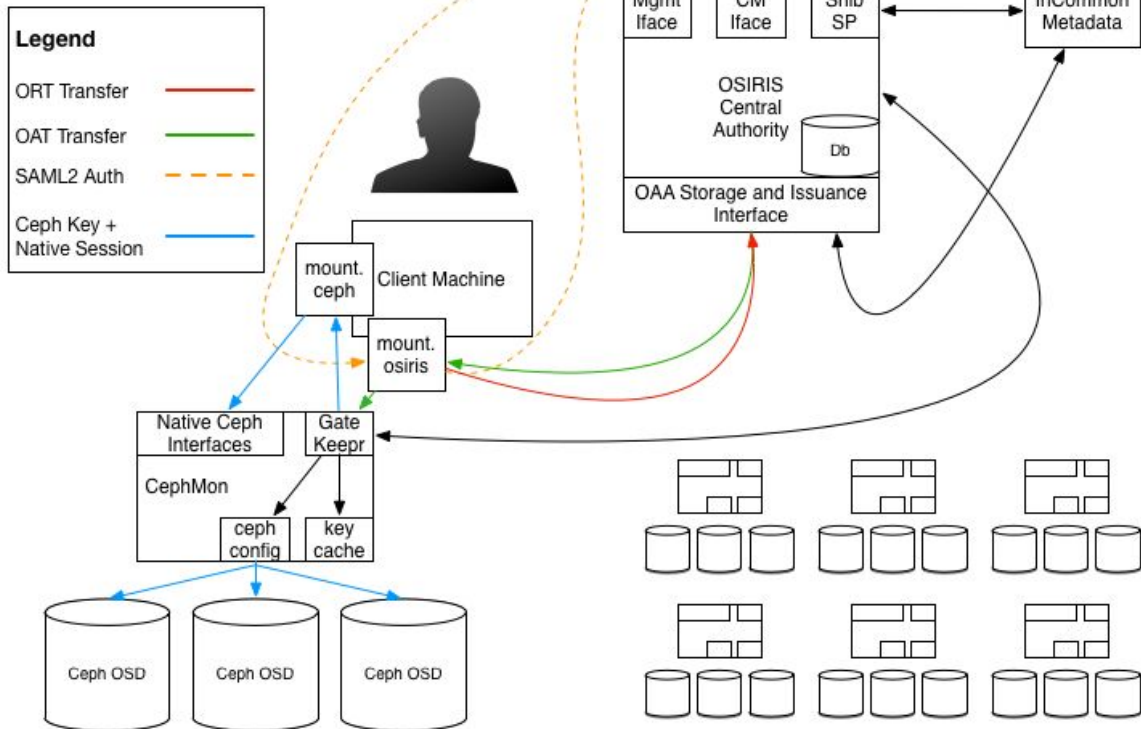 Mgmt
Iface
CM
Iface
Shib
SP
InCommon
Metadata
Legend
ORT Transfer
OAT Transfer
SAML2 Auth
Ceph Key +
Native Session
OSIRIS
Central
Authority
Db
OAA Storage and Issuance
Interface
mount.
ceph
Client Machine
mount.
osiris
Native Ceph
Interfaces
Gate
Keepr
CephMon
ceph
config
key
cache
Ceph OSD
Ceph OSD
Ceph OSD